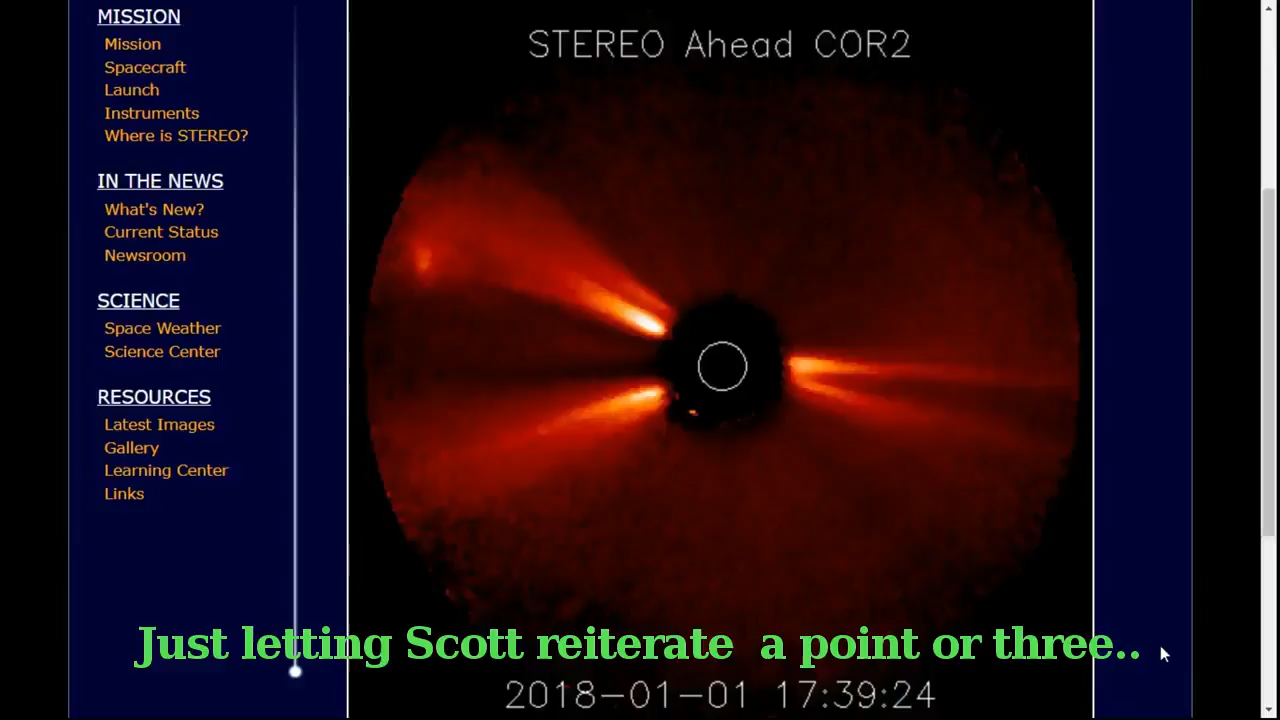 MISSION
Mission
Spacecraft
Launch
Instruments
Where is STEREO?
IN THE NEWS
What's New?
Current Status
Newsroom
SCIENCE
Space Weather
Science Center
RESOURCES
Latest Images
Gallery
Learning Center
Links
STEREO Ahead COR2
Just letting Scott reiterate a point or three..
2018-01-01 17:39:24